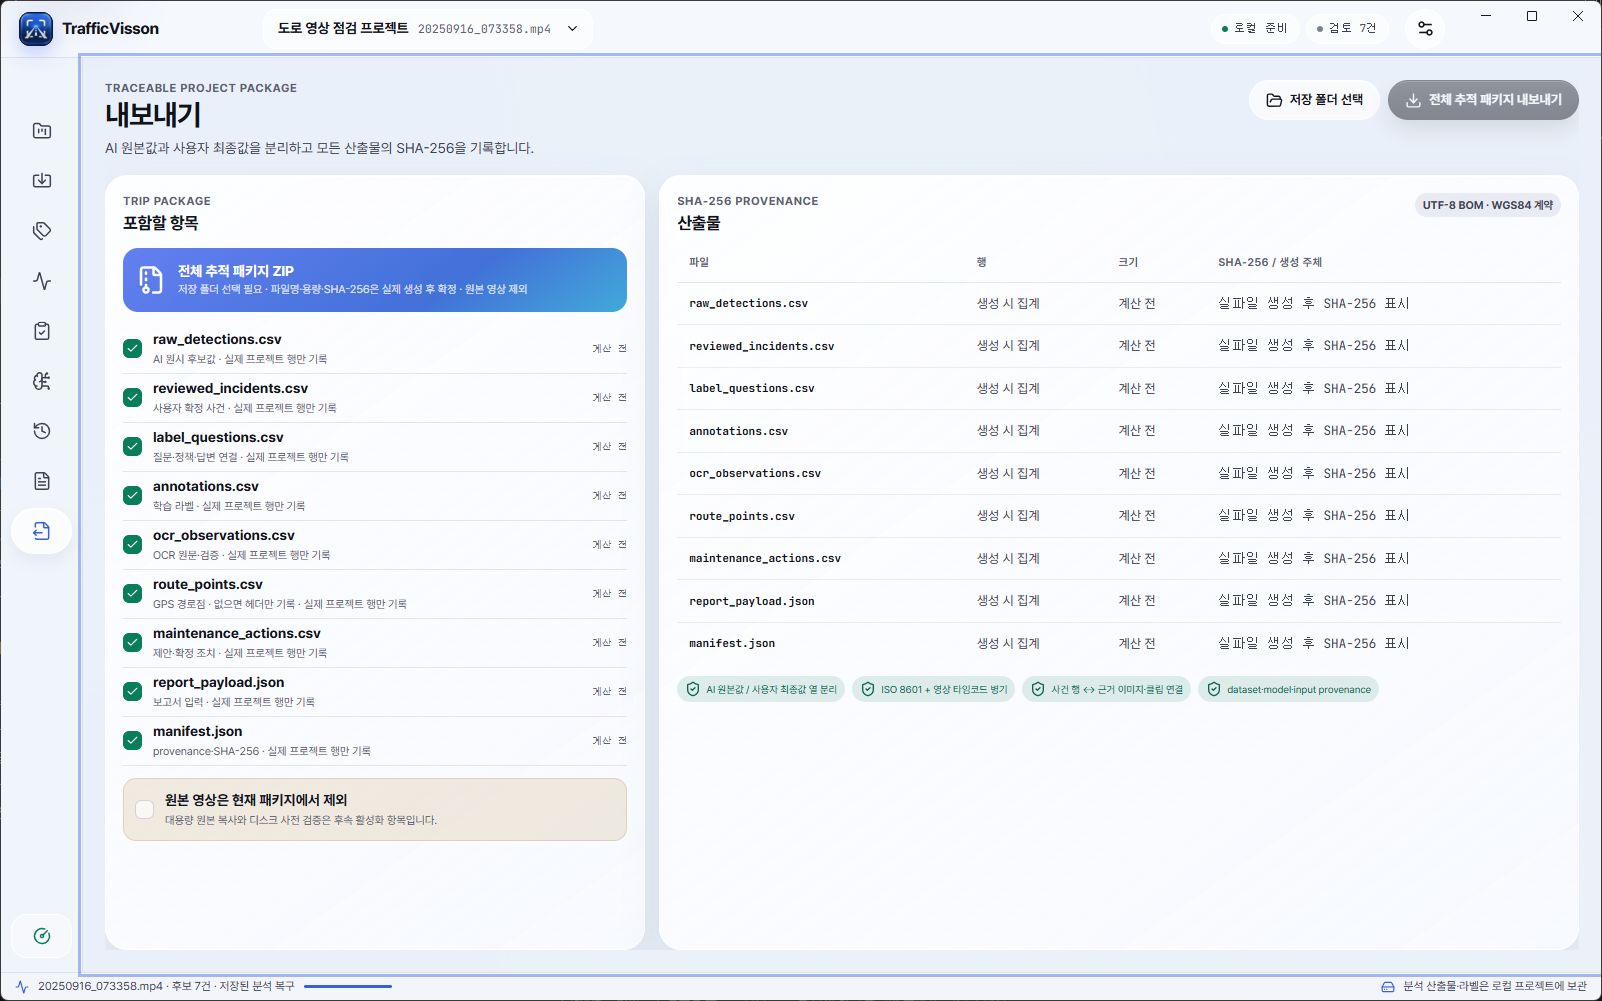 TrafficVisson
도로 영상 점검 프로젝트 20250916_073358.mp4
로컬 준비
검토 7건
TRACEABLE PROJECT PACKAGE
내보내기
AI 원본값과 사용자 최종값을 분리하고 모든 산출물의 SHA-256을 기록합니다.
저장 폴더 선택
전체 추적 패키지 내보내기
TRIP PACKAGE
포함할 항목
전체 추적 패키지 ZIP
저장 폴더 선택 필요 · 파일명·용량·SHA-256은 실제 생성 후 확정 · 원본 영상 제외
raw_detections.csv
AI 원시 후보값 · 실제 프로젝트 행만 기록
계산 전
reviewed_incidents.csv
사용자 확정 사건 · 실제 프로젝트 행만 기록
계산 전
label_questions.csv
질문·정책·답변 연결 · 실제 프로젝트 행만 기록
계산 전
annotations.csv
학습 라벨 · 실제 프로젝트 행만 기록
계산 전
ocr_observations.csv
OCR 원문·검증 · 실제 프로젝트 행만 기록
계산 전
route_points.csv
GPS 경로점 · 없으면 헤더만 기록 · 실제 프로젝트 행만 기록
계산 전
maintenance_actions.csv
제안·확정 조치 · 실제 프로젝트 행만 기록
계산 전
report_payload.json
보고서 입력 · 실제 프로젝트 행만 기록
계산 전
manifest.json
provenance·SHA-256 · 실제 프로젝트 행만 기록
계산 전
원본 영상은 현재 패키지에서 제외
대용량 원본 복사와 디스크 사전 검증은 후속 활성화 항목입니다.
SHA-256 PROVENANCE
산출물
UTF-8 BOM · WGS84 계약
파일 행 크기 SHA-256 / 생성 주체
raw_detections.csv 생성 시 집계 계산 전 실파일 생성 후 SHA-256 표시
reviewed_incidents.csv 생성 시 집계 계산 전 실파일 생성 후 SHA-256 표시
label_questions.csv 생성 시 집계 계산 전 실파일 생성 후 SHA-256 표시
annotations.csv 생성 시 집계 계산 전 실파일 생성 후 SHA-256 표시
ocr_observations.csv 생성 시 집계 계산 전 실파일 생성 후 SHA-256 표시
route_points.csv 생성 시 집계 계산 전 실파일 생성 후 SHA-256 표시
maintenance_actions.csv 생성 시 집계 계산 전 실파일 생성 후 SHA-256 표시
report_payload.json 생성 시 집계 계산 전 실파일 생성 후 SHA-256 표시
manifest.json 생성 시 집계 계산 전 실파일 생성 후 SHA-256 표시
AI 원본값 / 사용자 최종값 열 분리
ISO 8601 + 영상 타임코드 병기
사건 행 ↔ 근거 이미지·클립 연결
dataset·model·input provenance
20250916_073358.mp4 · 후보 7건 · 저장된 분석 복구
분석 산출물·라벨은 로컬 프로젝트에 보관